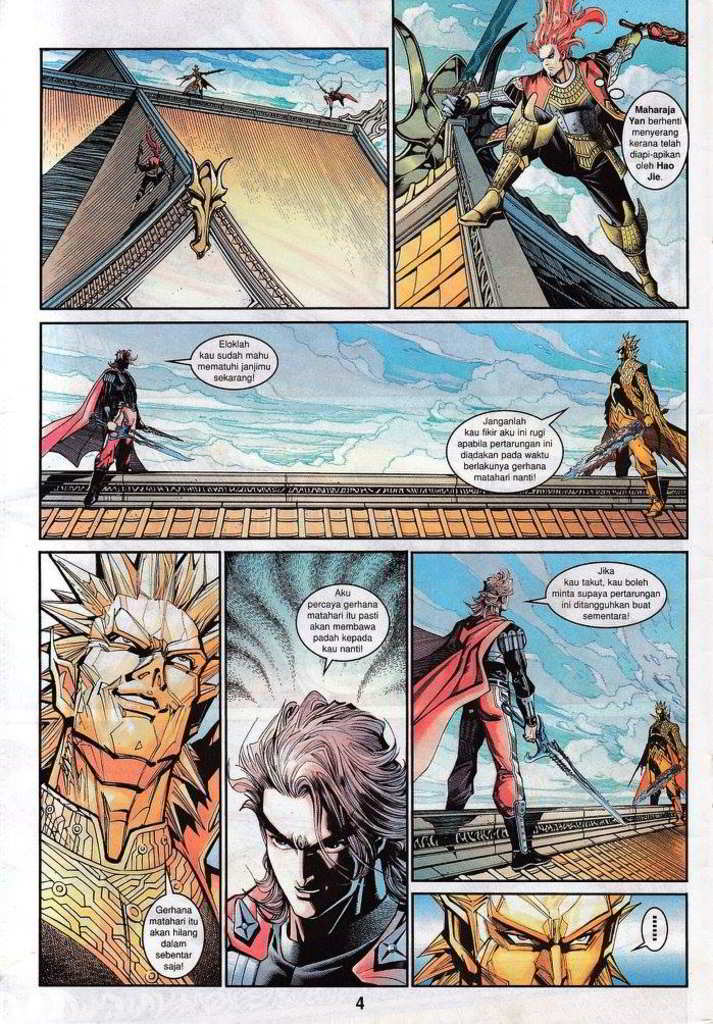 Maharaja
Yan berhenti
menyerang
kerana telah
diapi-apikan
oleh Hao
Jie.
Eloklah
kau sudah mahu
mematuhi janjimu
sekarang!
Janganlah
kau fikir aku ini rugi
apabila pertarungan ini
diadakan pada waktu
berlakunya gerhana
matahari nanti!
Gerhana
matahari itu
akan hilang
dalam
sebentar
saja!
Aku
percaya gerhana
matahari itu pasti
akan membawa
padah kepada
kau nanti!
Jika
kau takut, kau boleh
minta supaya pertarungan
ini ditangguhkan buat
sementara!
......
4